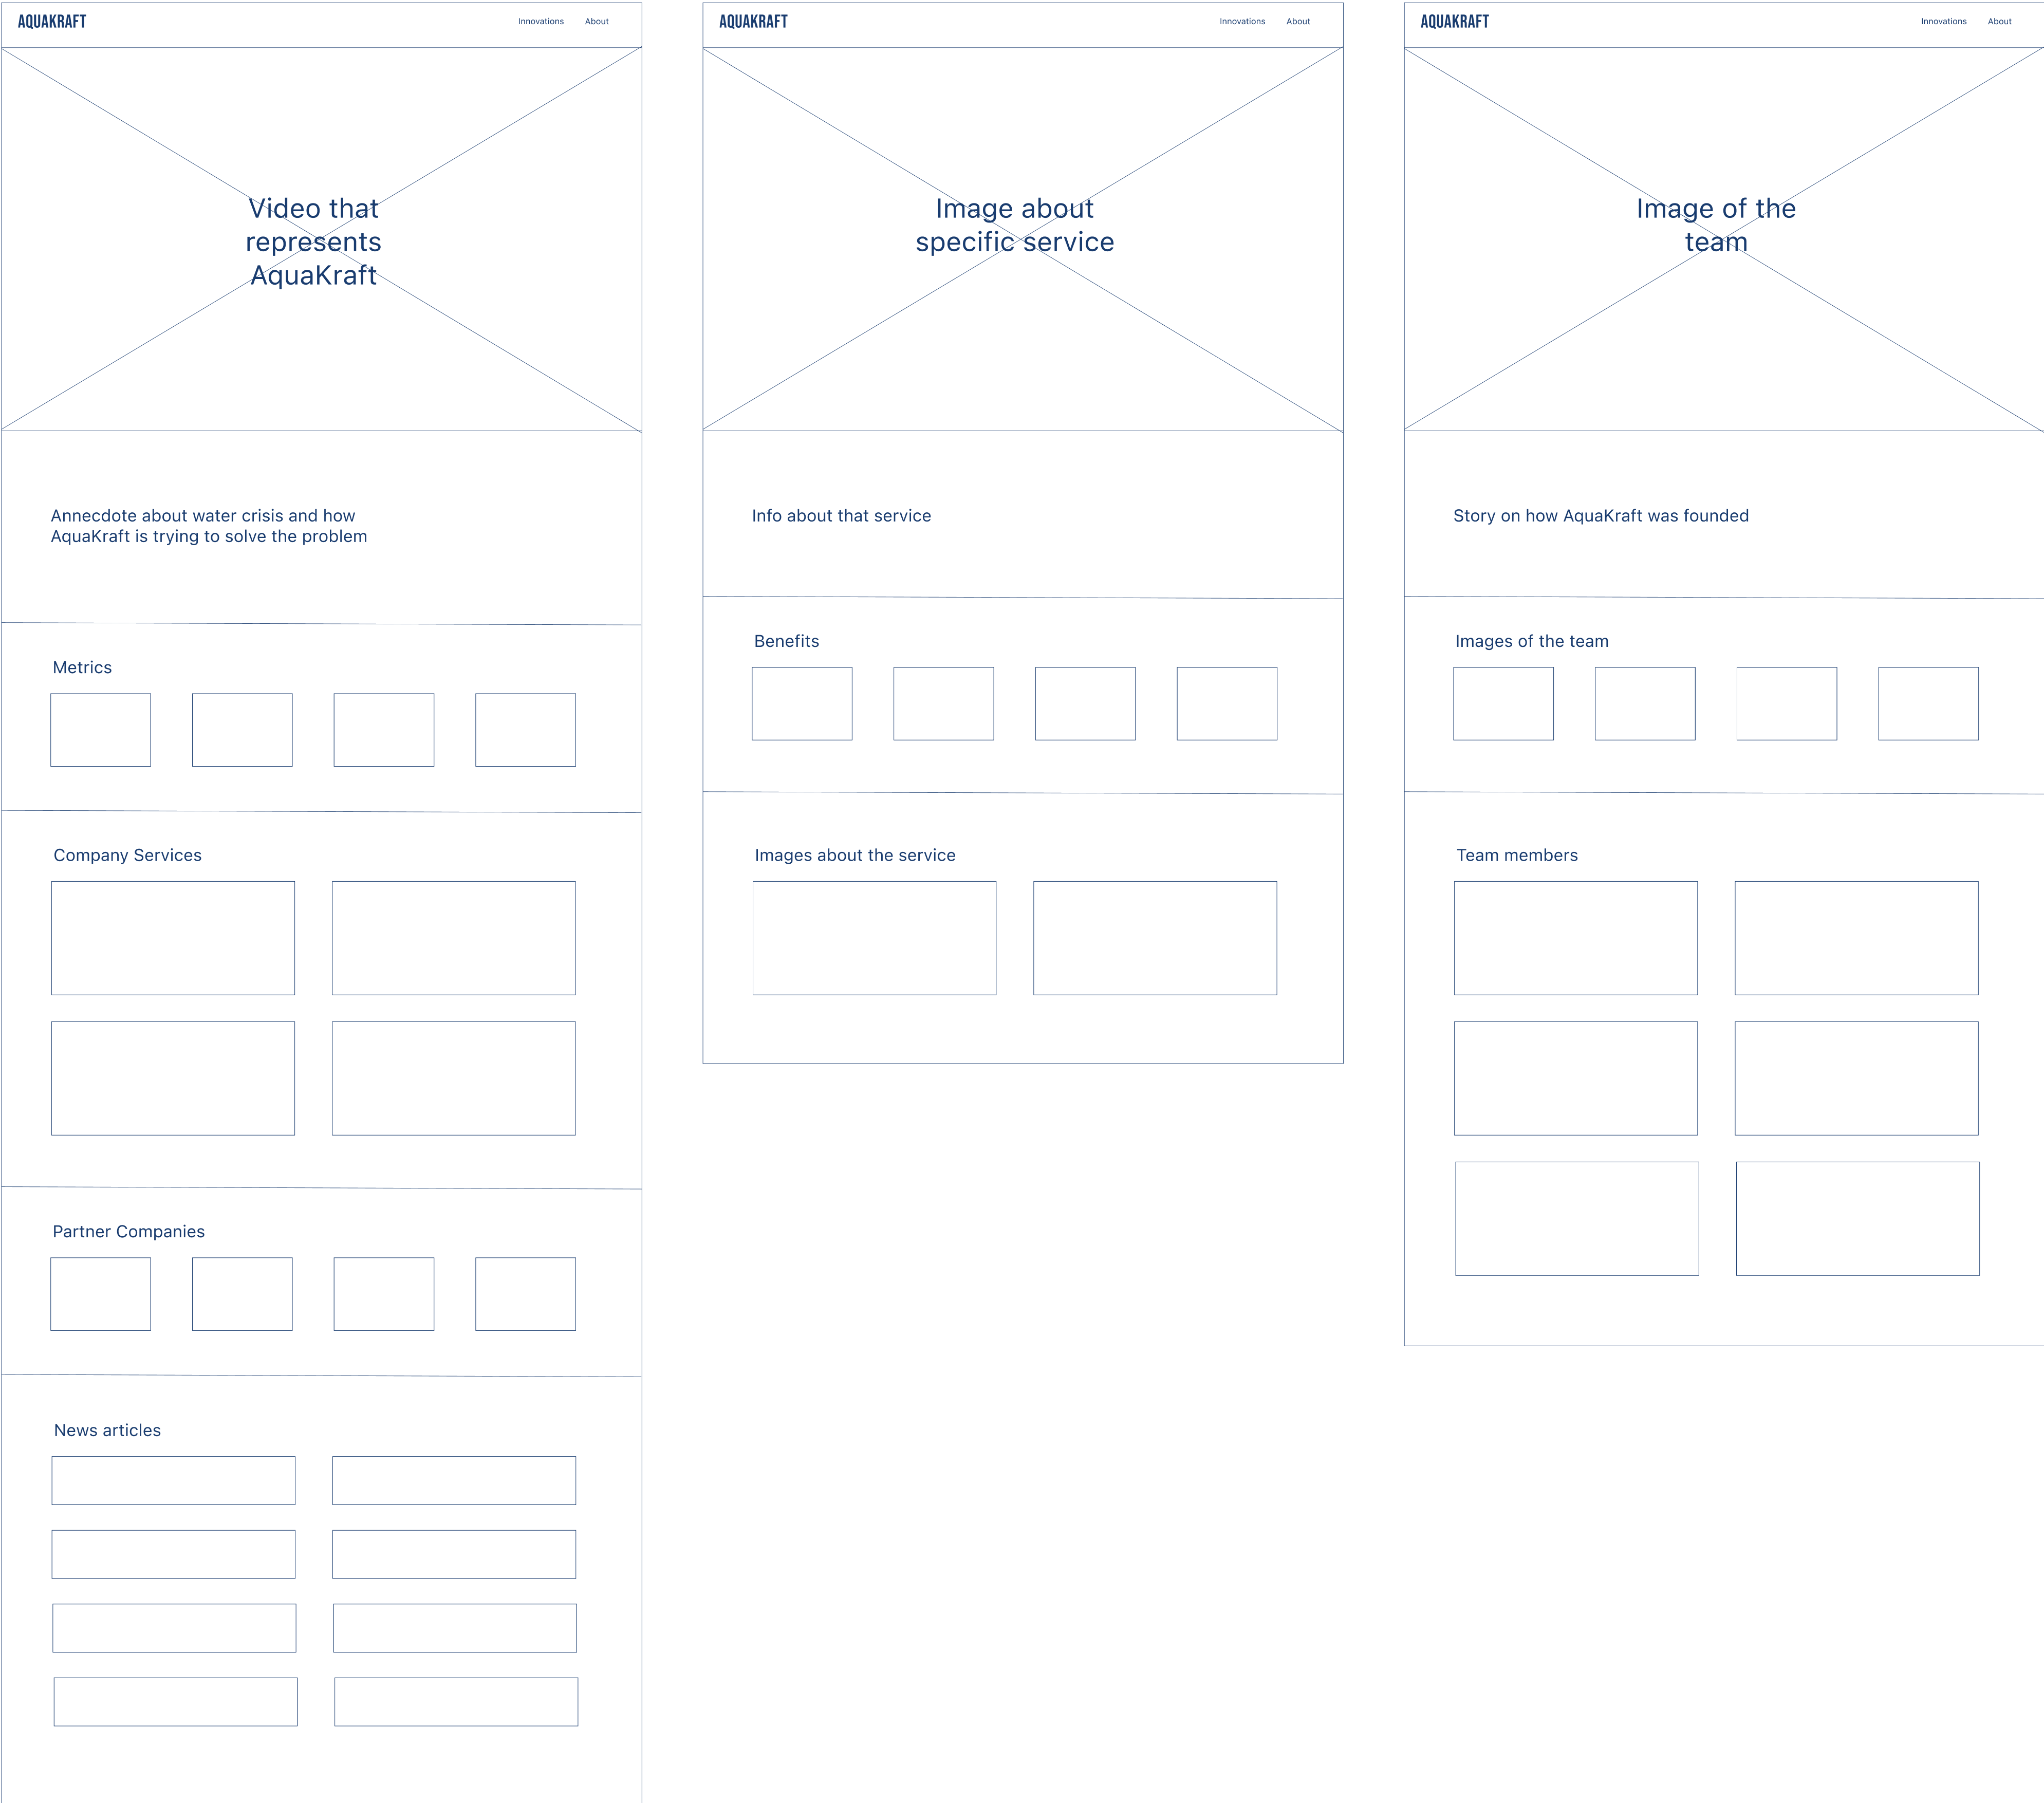 AQUAKRAFT
Innovations
About
Video that
represents
AquaKraft
Annecdote about water crisis and how
AquaKraft is trying to solve the problem
Metrics
Company Services
Partner Companies
News articles
AQUAKRAFT
Innovations
About
Image about
specific service
Info about that service
Benefits
Images about the service
AQUAKRAFT
Innovations
About
Image of the
team
Story on how AquaKraft was founded
Images of the team
Team members